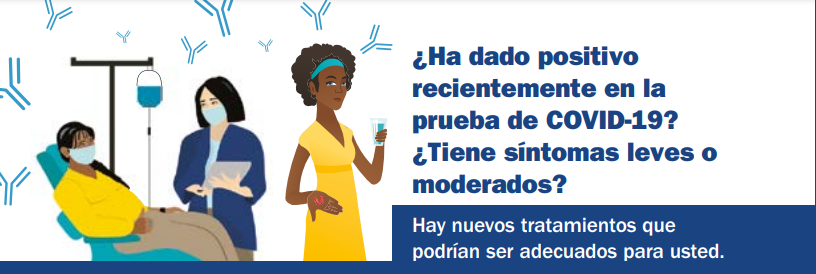 ¿Ha dado positivo
recientemente en la
prueba de COVID-19?
¿Tiene síntomas leves o
moderados?
Hay nuevos tratamientos que
podrían ser adecuados para usted.